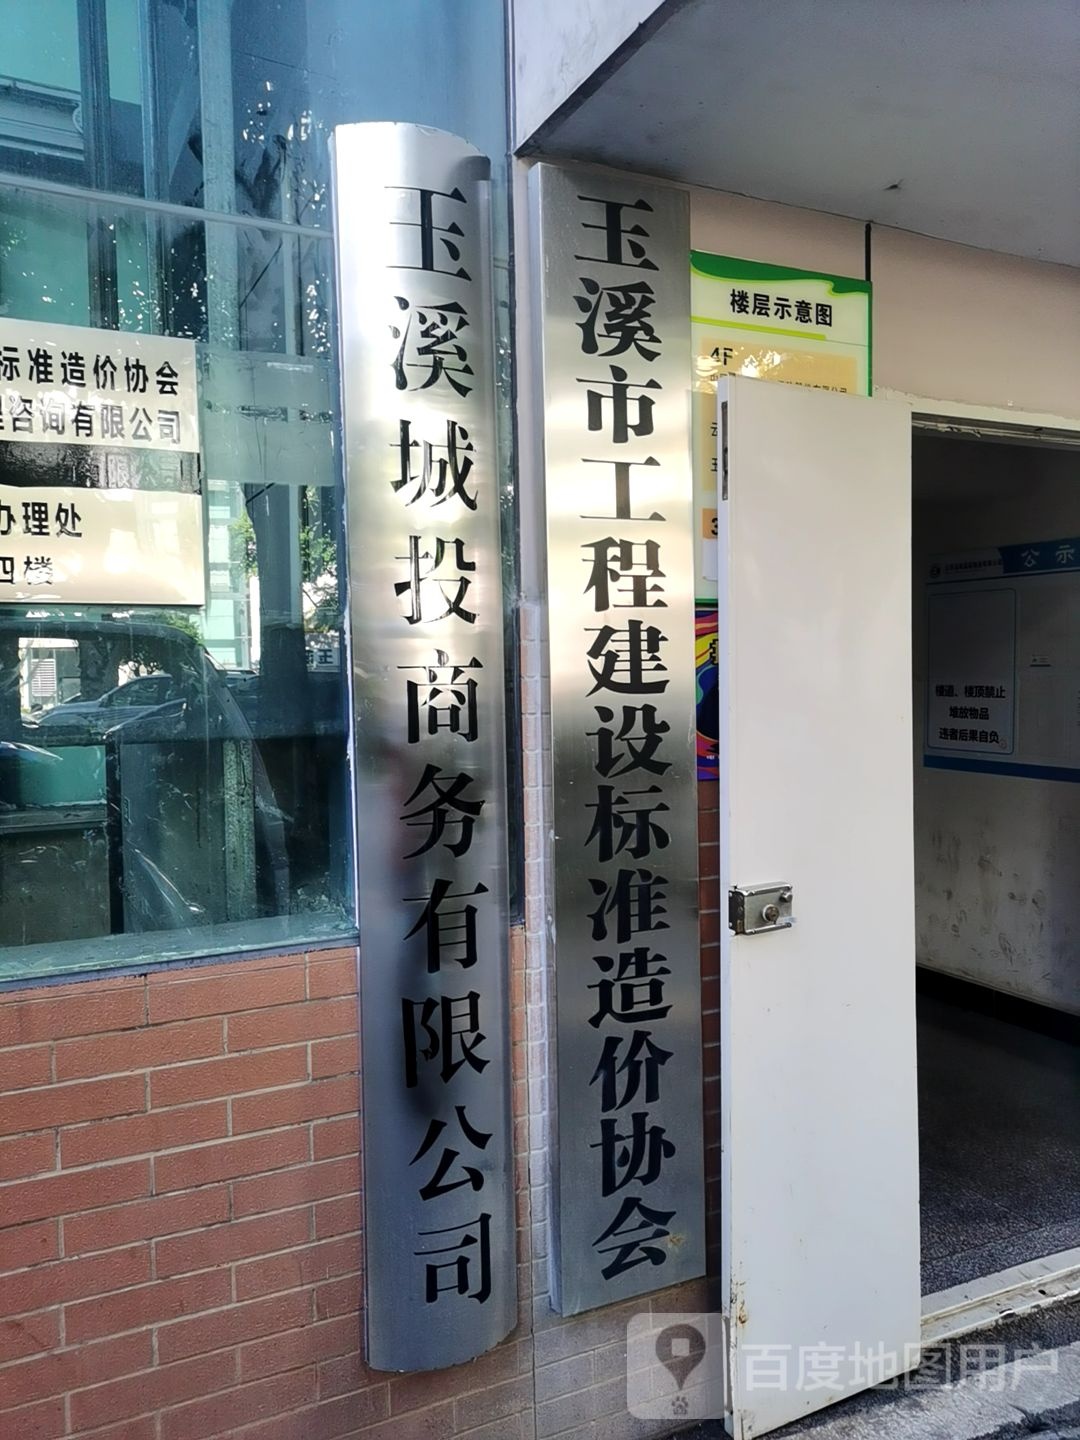 玉溪城投商务有限公司
玉溪市工程建设标准造价协会
标准造价协会
理咨询有限公司
限
办理处
四楼
楼层示意图
4F
公示
楼道、楼顶禁止
堆放物品
违者后果自负
百度地图用户